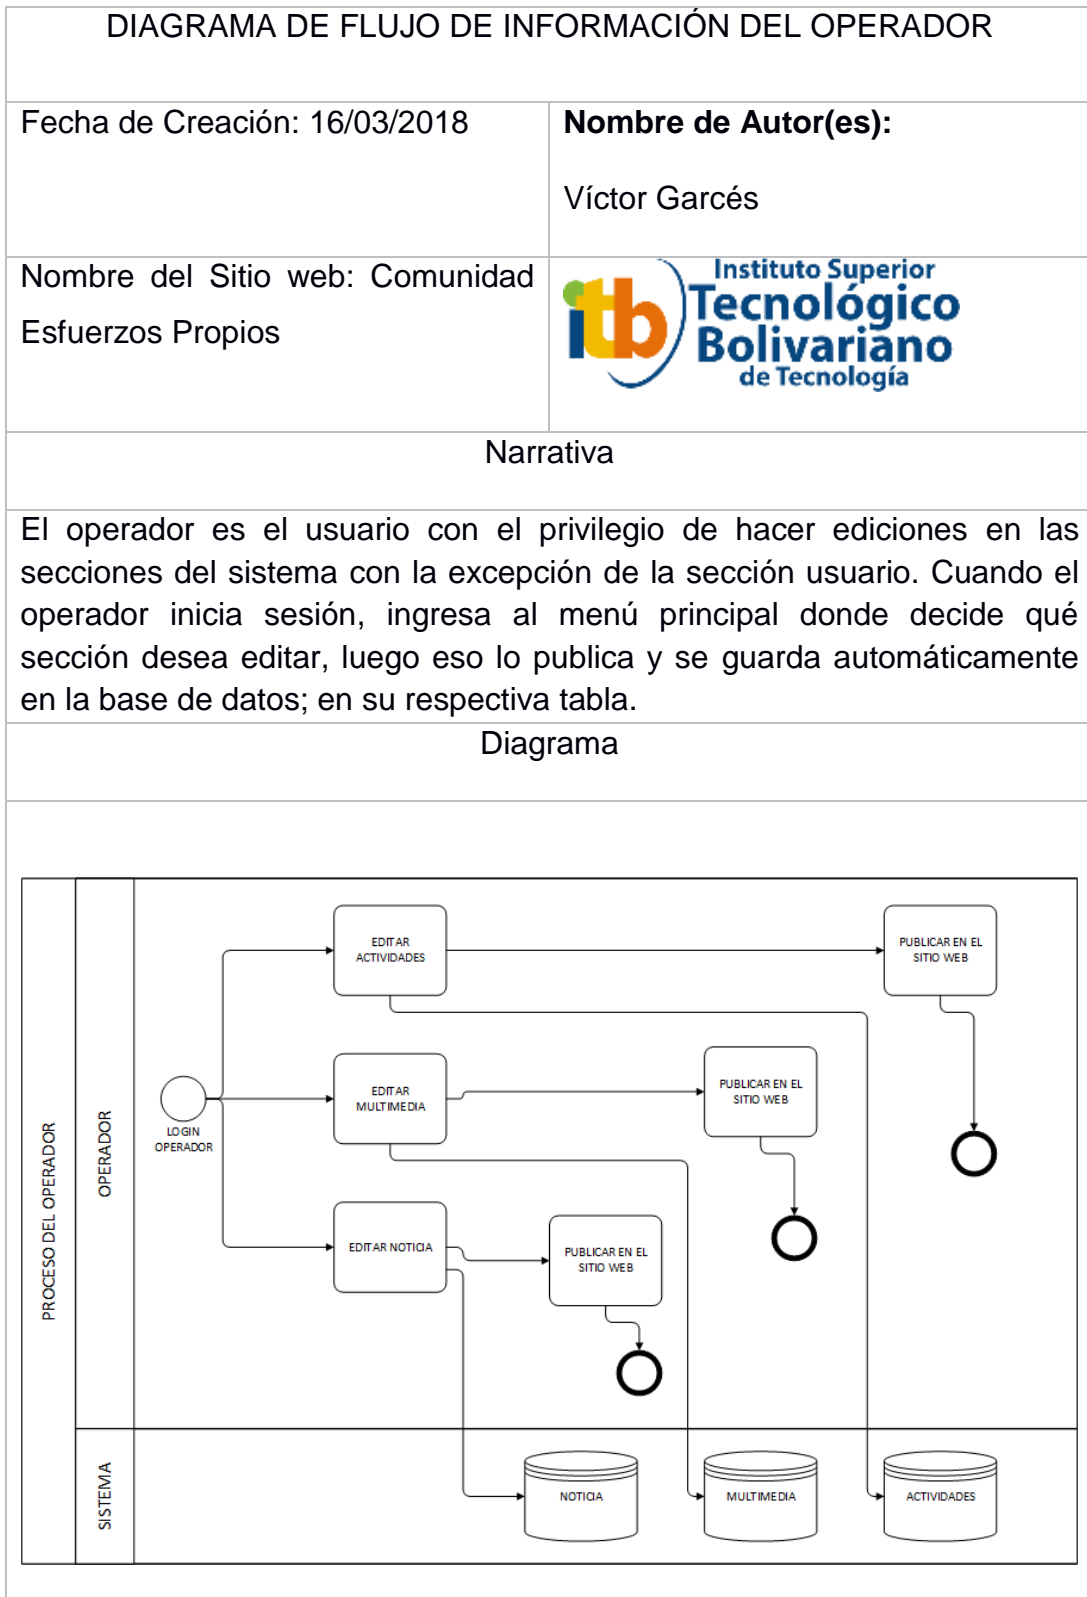 DIAGRAMA DE FLUJO DE INFORMACIÓN DEL OPERADOR
Fecha de Creación: 16/03/2018
Nombre de Autor(es):
Víctor Garcés
Nombre del Sitio web: Comunidad
Esfuerzos Propios
itb
Instituto Superior
Tecnológico
Bolivariano
de Tecnología
Narrativa
El operador es el usuario con el privilegio de hacer ediciones en las
secciones del sistema con la excepción de la sección usuario. Cuando el
operador inicia sesión, ingresa al menú principal donde decide qué
sección desea editar, luego eso lo publica y se guarda automáticamente
en la base de datos; en su respectiva tabla.
Diagrama
PROCESO DEL OPERADOR
OPERADOR
LOGIN
OPERADOR
EDITAR
ACTIVIDADES
PUBLICAR EN EL
SITIO WEB
EDITAR
MULTIMEDIA
PUBLICAR EN EL
SITIO WEB
EDITAR NOTICIA
PUBLICAR EN EL
SITIO WEB
SISTEMA
NOTICIA
MULTIMEDIA
ACTIVIDADES